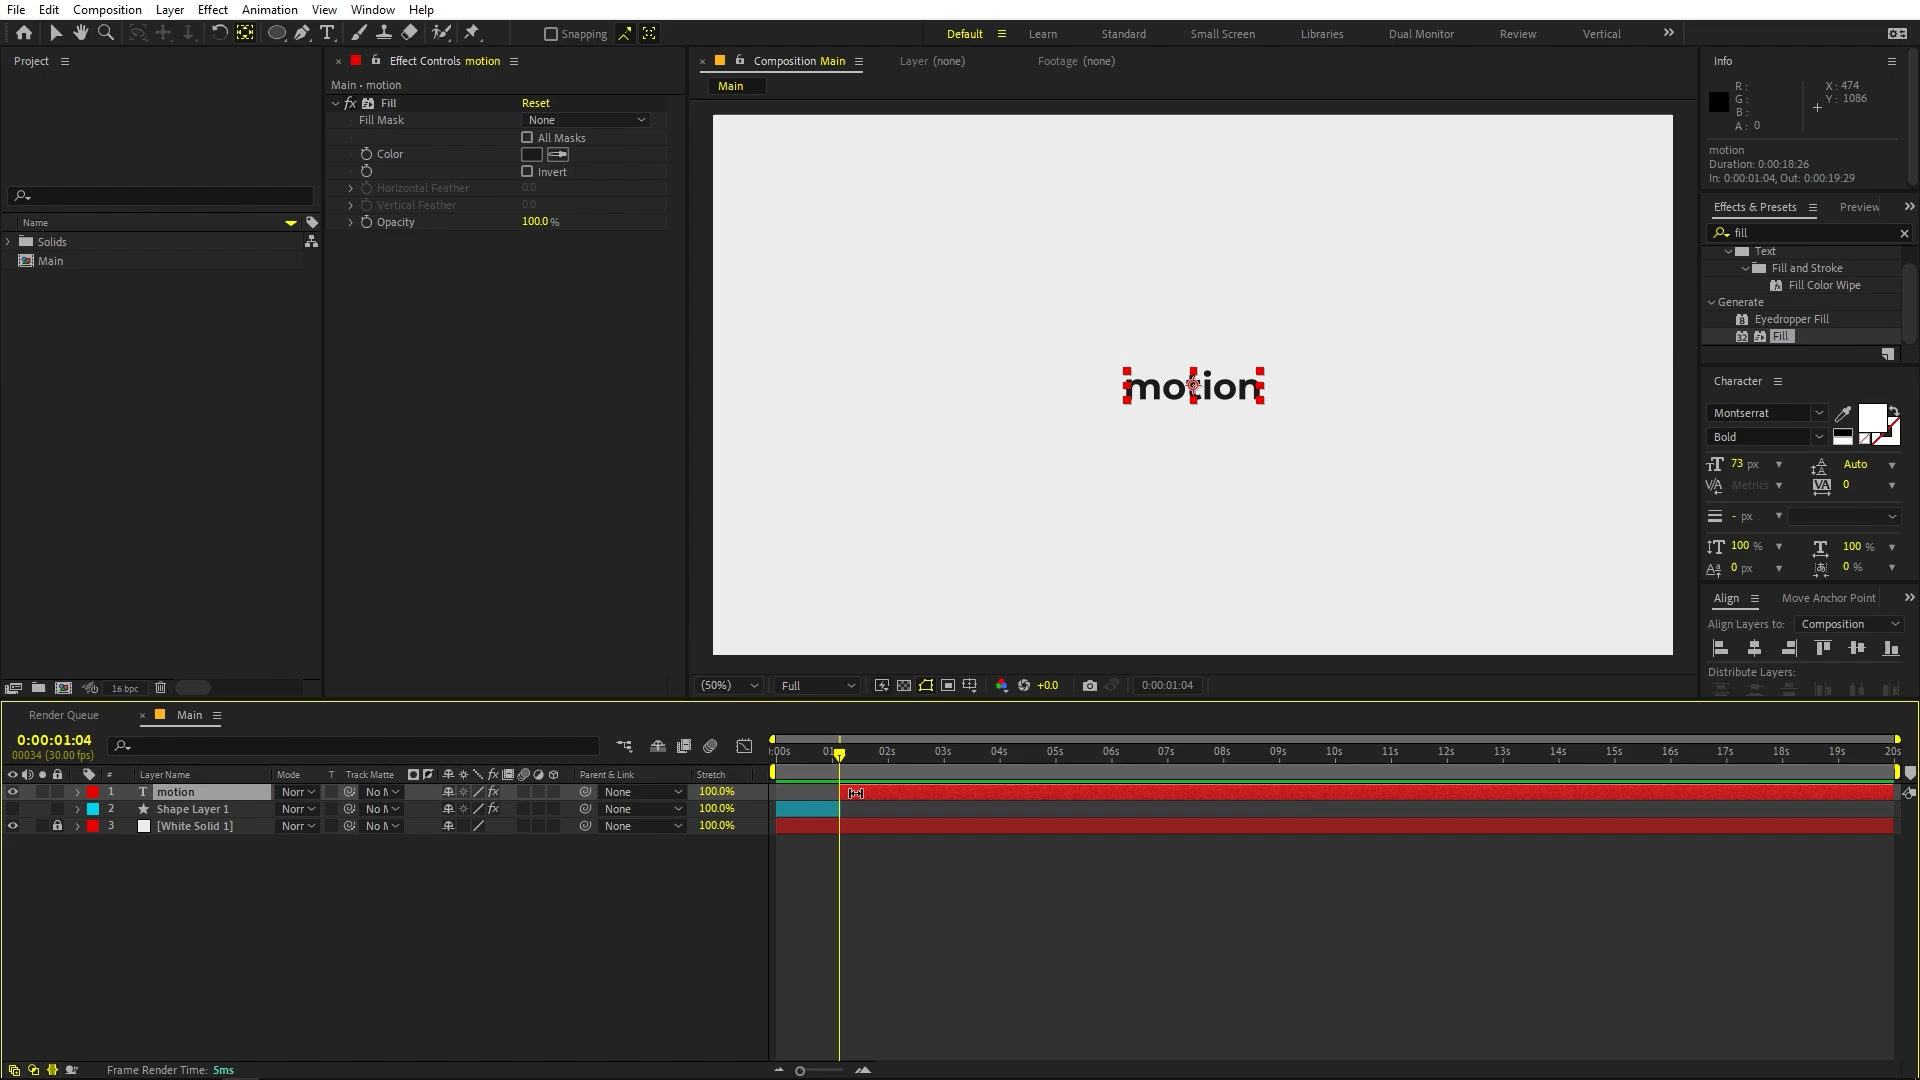 File Edit Composition Layer Effect Animation View Window Help
Snapping
Default Learn Standard Small Screen Libraries Dual Monitor Review Vertical
Project
Name
Solids
Main
16 bpc
Effect Controls motion
Main • motion
fx Fill Reset
Fill Mask None
All Masks
Color
Invert
Horizontal Feather 0.0
Vertical Feather 0.0
Opacity 100.0 %
Composition Main Layer (none) Footage (none)
Main
motion
(50%) Full +0.0 0:00:01:04
Info
R :
G :
B :
A : 0
X : 474
Y : 1086
motion
Duration: 0:00:18:26
In: 0:00:01:04, Out: 0:00:19:29
Effects & Presets Preview
fill
Text
Fill and Stroke
Fill Color Wipe
Generate
Eyedropper Fill
Fill
Character
Montserrat
Bold
73 px Auto
Metrics 0
- px
100 % 100 %
0 px 0 %
Align Move Anchor Point
Align Layers to: Composition
Distribute Layers:
Render Queue Main
0:00:01:04
00034 (30.00 fps)
# Layer Name Mode T Track Matte fx Parent & Link Stretch
1 T motion Norr No M fx None 100.0%
2 Shape Layer 1 Norr No M fx None 100.0%
3 [White Solid 1] Norr No M None 100.0%
):00s 01 02s 03s 04s 05s 06s 07s 08s 09s 10s 11s 12s 13s 14s 15s 16s 17s 18s 19s 20s
Frame Render Time: 5ms